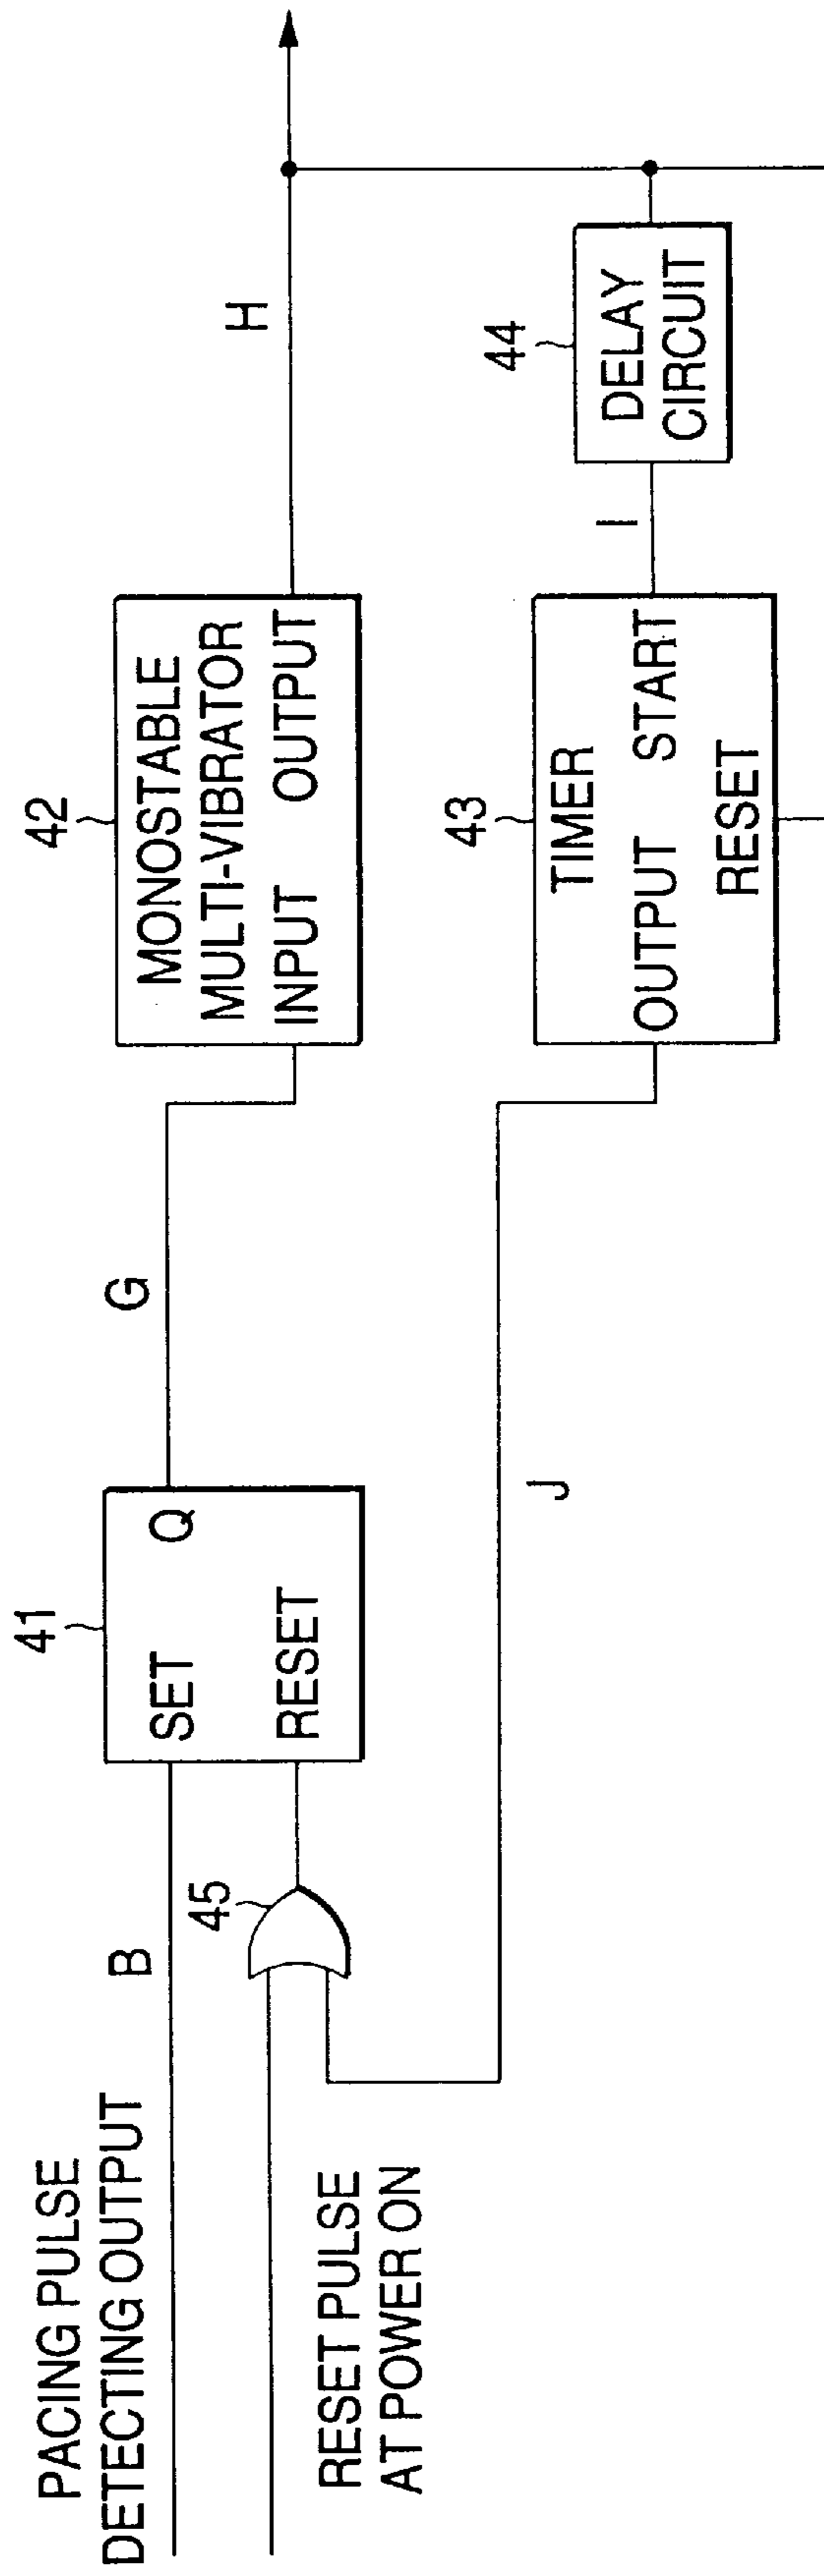 PACING PULSE
DETECTING OUTPUT
B
RESET PULSE
AT POWER ON
45
41
SET Q
RESET
G
J
42
MONOSTABLE
MULTI-VIBRATOR
INPUT OUTPUT
H
43
TIMER
OUTPUT START
RESET
I
44
DELAY
CIRCUIT